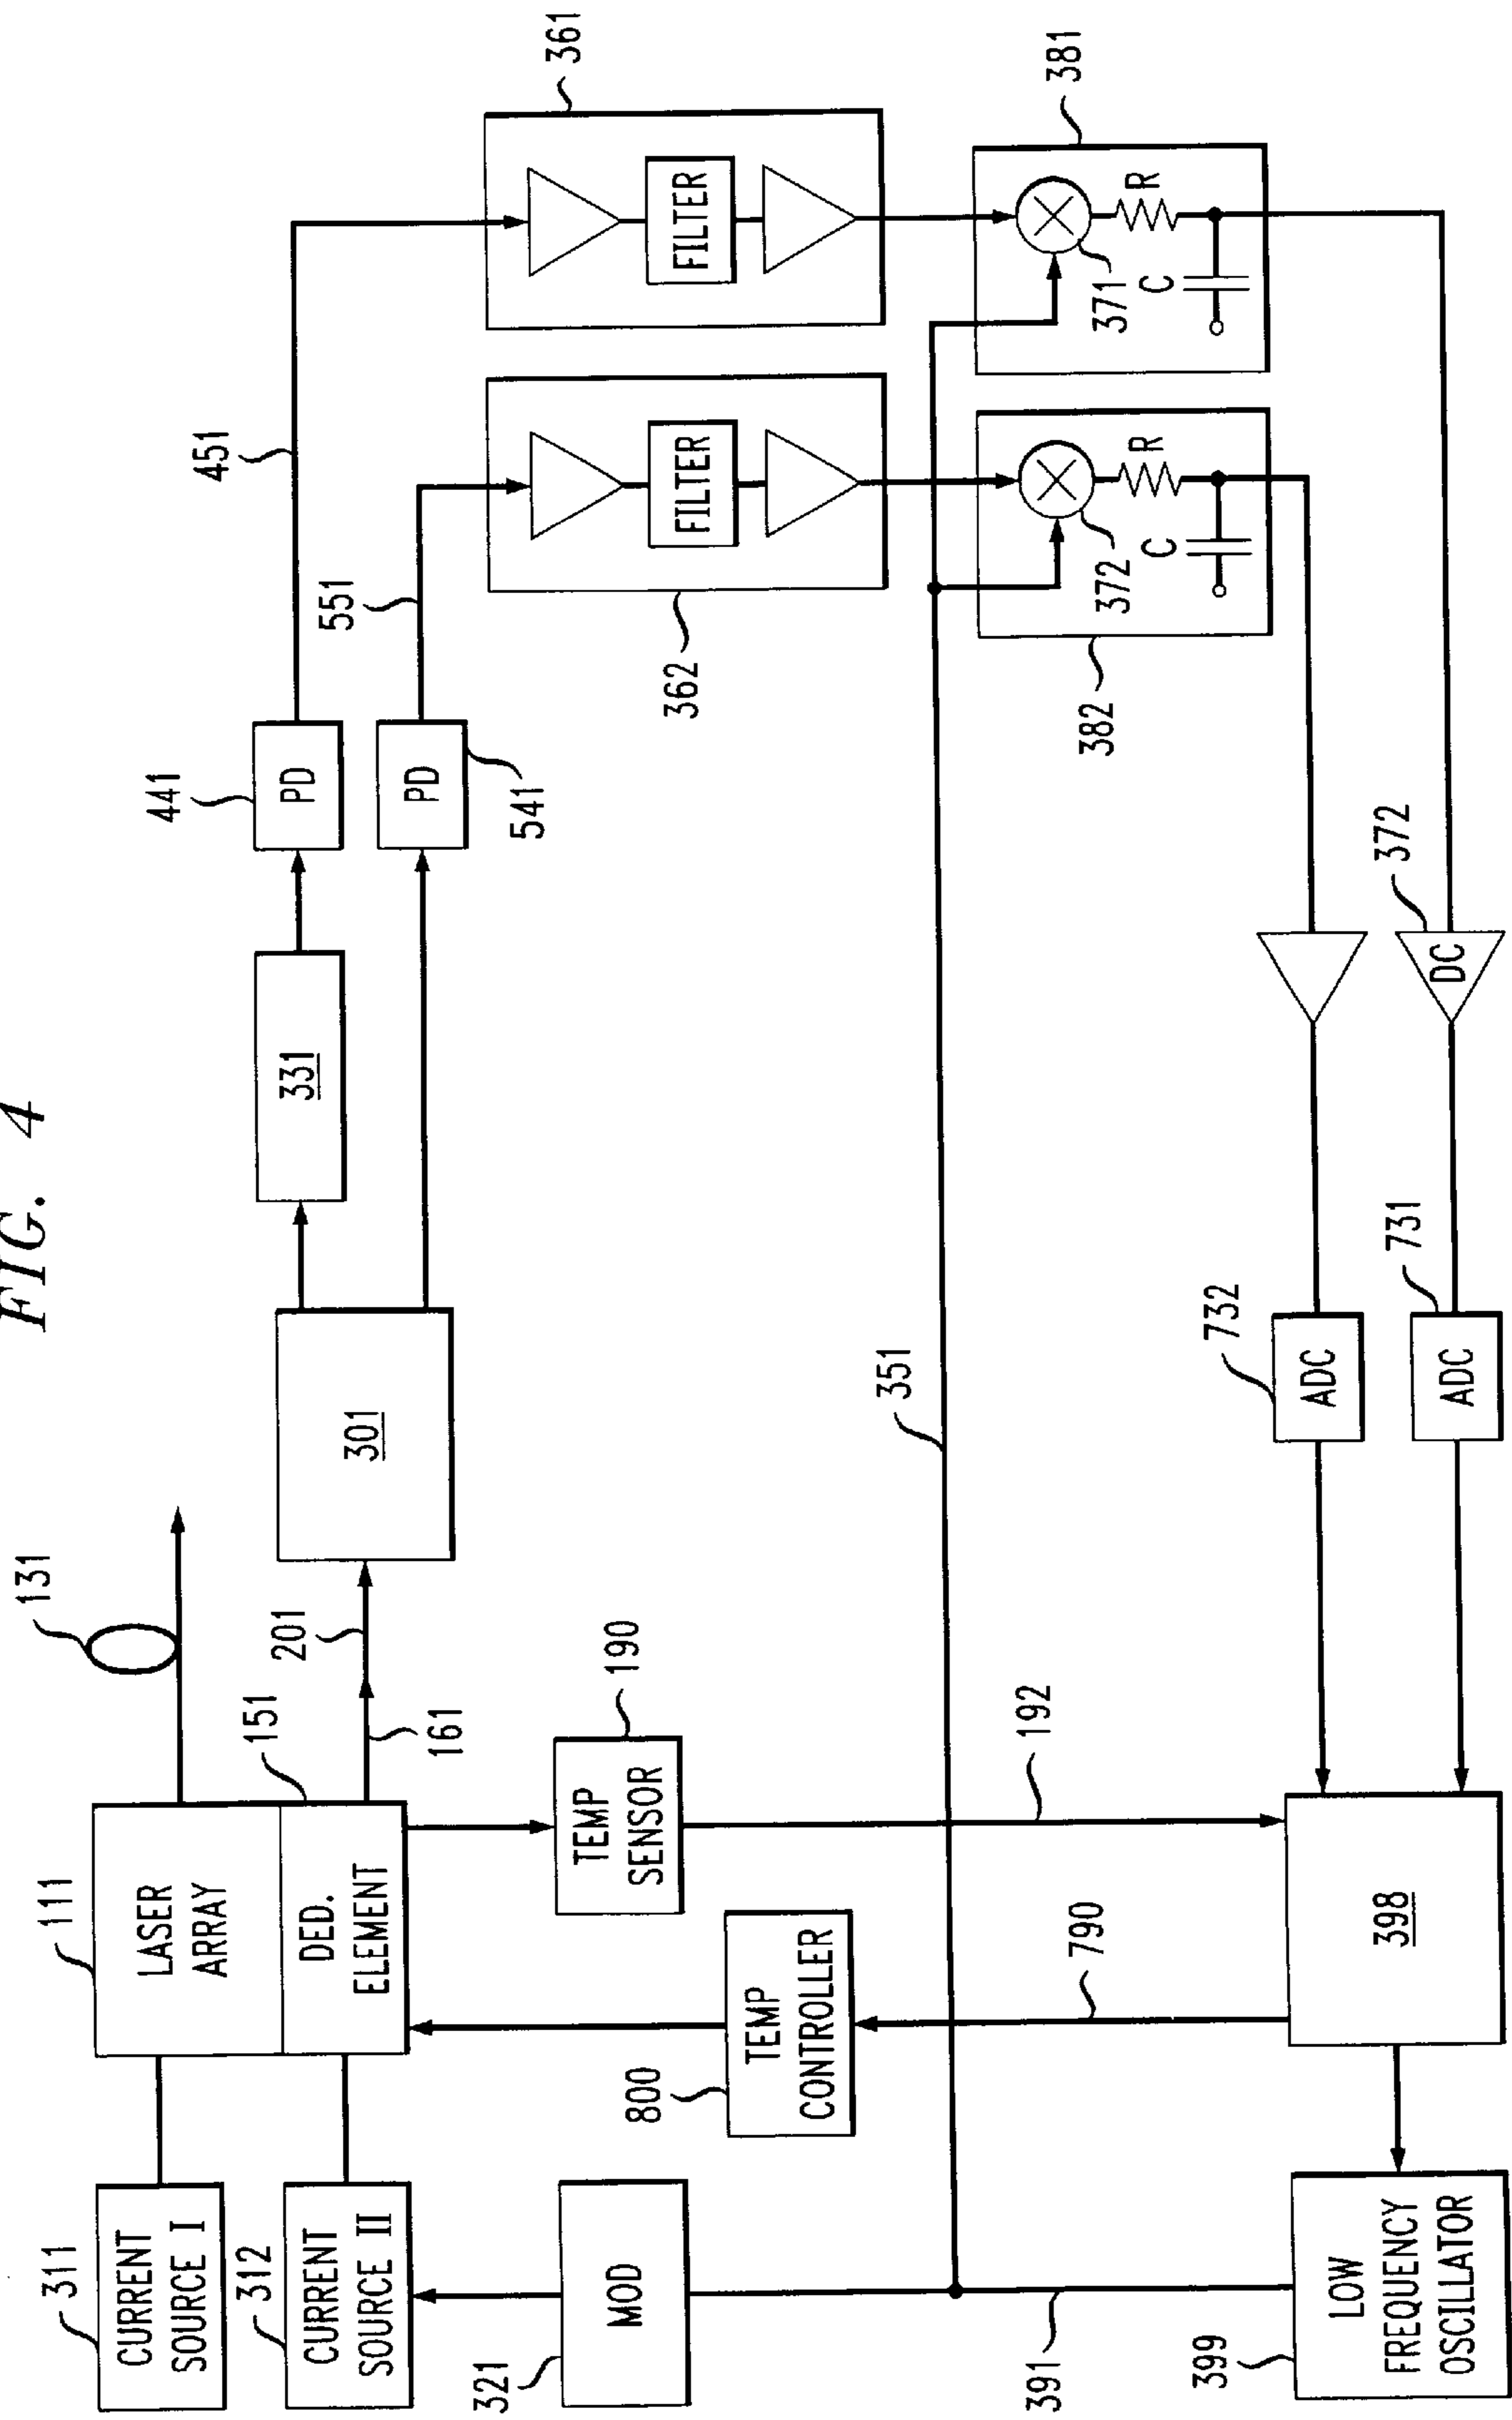 FIG. 4
131
111
LASER
ARRAY
151
DED.
ELEMENT
161
201
301
331
441
PD
451
PD
541
551
361
FILTER
362
FILTER
381
371
R
C
382
372
R
C
311
CURRENT
SOURCE I
312
CURRENT
SOURCE II
321
MOD
190
TEMP
SENSOR
192
800
TEMP
CONTROLLER
790
351
391
399
LOW
FREQUENCY
OSCILLATOR
398
732
ADC
731
ADC
372
DC